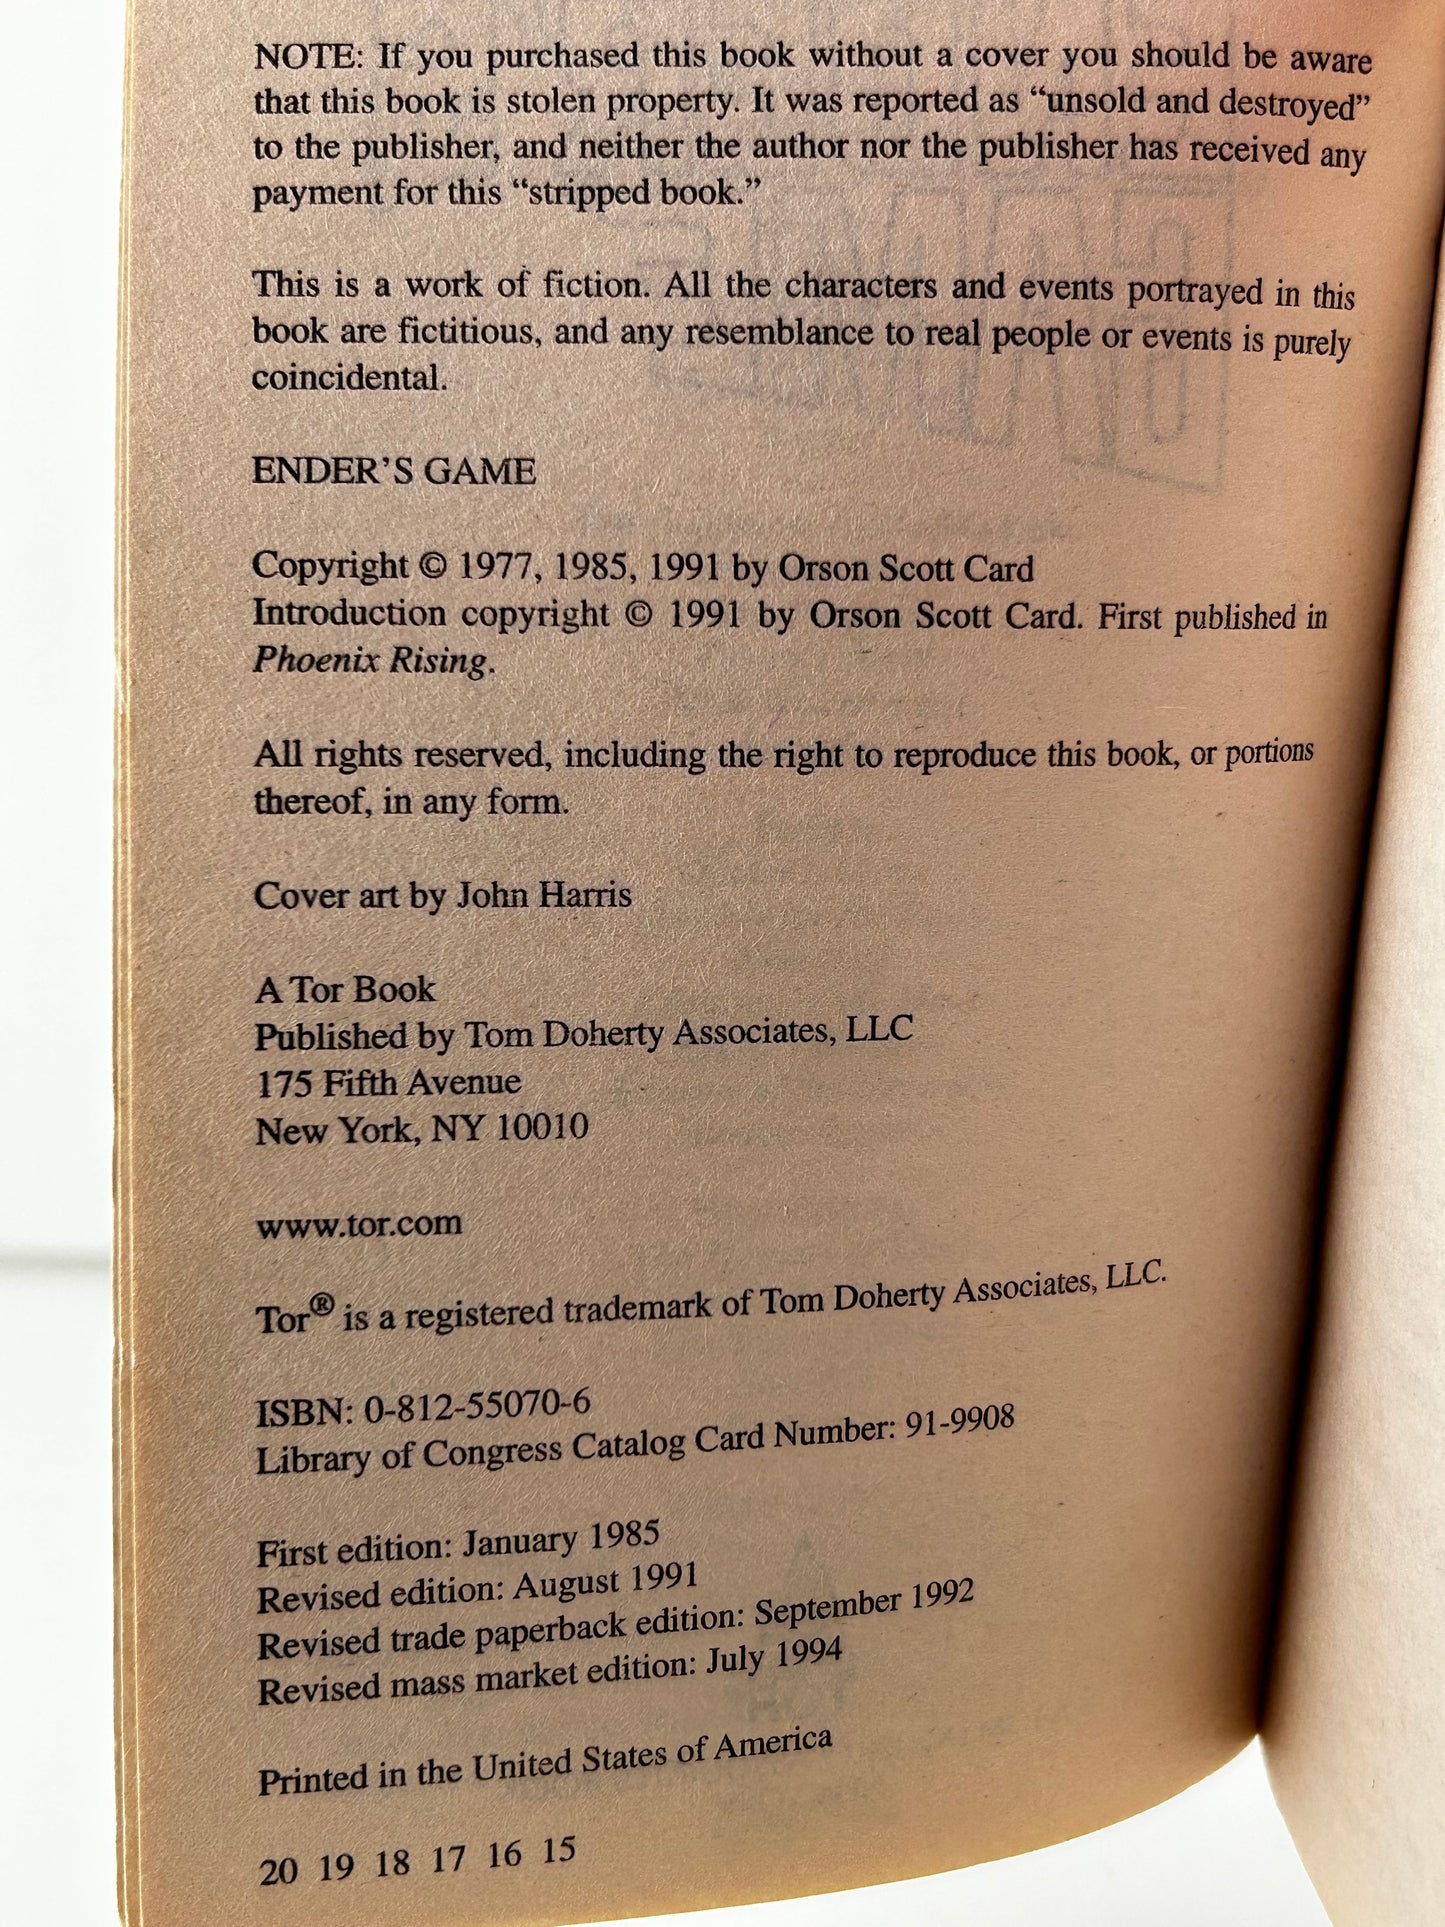 NOTE: If you purchased this book without a cover you should be aware
that this book is stolen property. It was reported as “unsold and destroyed”
to the publisher, and neither the author nor the publisher has received any
payment for this “stripped book.”
This is a work of fiction. All the characters and events portrayed in this
book are fictitious, and any resemblance to real people or events is purely
coincidental.
ENDER’S GAME
Copyright © 1977, 1985, 1991 by Orson Scott Card
Introduction copyright © 1991 by Orson Scott Card. First published in
Phoenix Rising.
All rights reserved, including the right to reproduce this book, or portions
thereof, in any form.
Cover art by John Harris
A Tor Book
Published by Tom Doherty Associates, LLC
175 Fifth Avenue
New York, NY 10010
www.tor.com
Tor® is a registered trademark of Tom Doherty Associates, LLC.
ISBN: 0-812-55070-6
Library of Congress Catalog Card Number: 91-9908
First edition: January 1985
Revised edition: August 1991
Revised trade paperback edition: September 1992
Revised mass market edition: July 1994
Printed in the United States of America
20 19 18 17 16 15